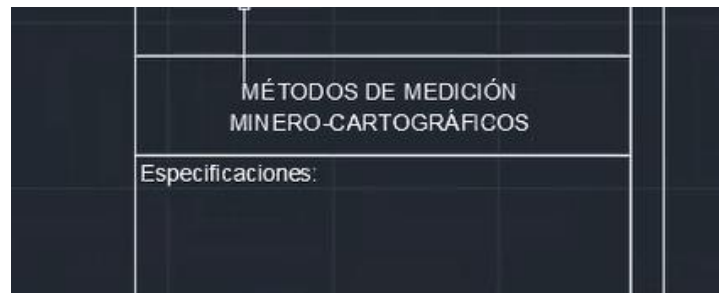 MÉTODOS DE MEDICIÓN
MINERO-CARTOGRÁFICOS
Especificaciones: